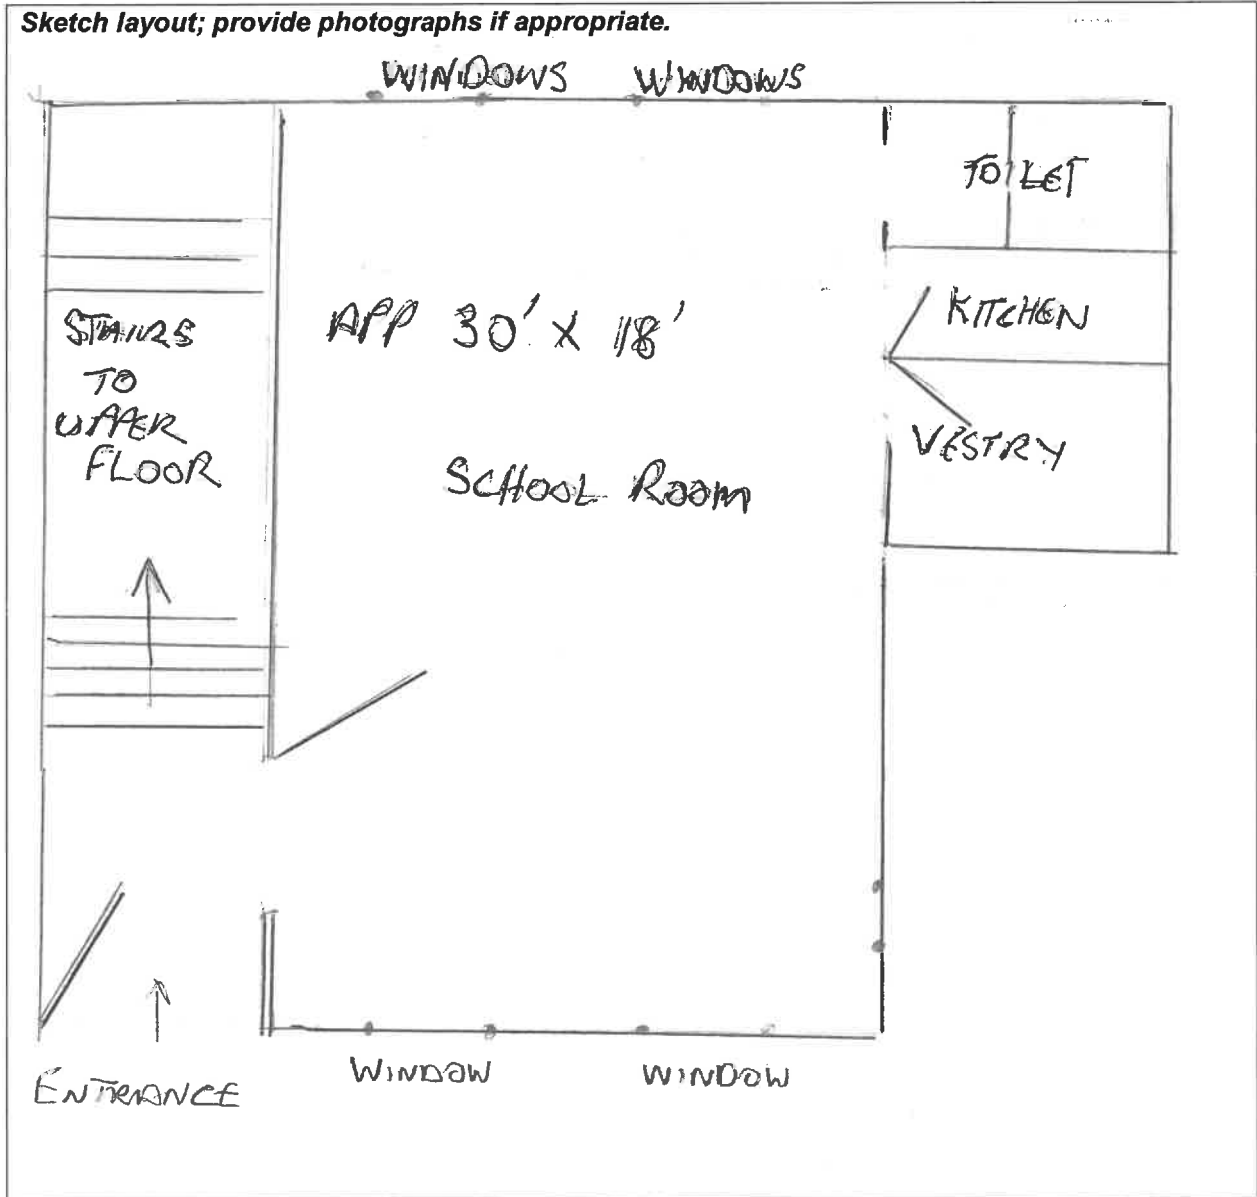 Sketch layout; provide photographs if appropriate.
WINDOWS WINDOWS
TOILET
KITCHEN
STAIRS
TO
UPPER
FLOOR
APP 30' X 18'
VESTRY
SCHOOL ROOM
WINDOW WINDOW
ENTRANCE